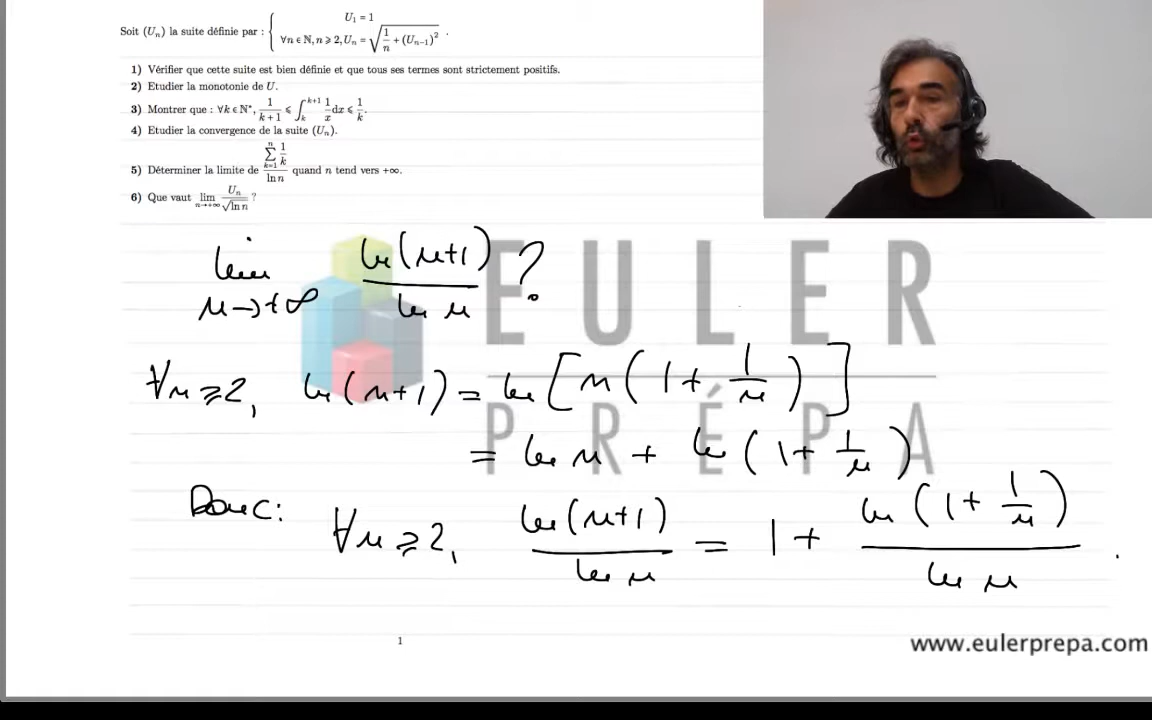 Soit (Uₙ) la suite définie par : { U₁ = 1
∀n ∈ ℕ, n ⩾ 2, Uₙ = √(1/n + (Uₙ₋₁)²) .
1) Vérifier que cette suite est bien définie et que tous ses termes sont strictement positifs.
2) Etudier la monotonie de U.
3) Montrer que : ∀k ∈ ℕ*, 1/(k+1) ⩽ ∫ₖᵏ⁺¹ 1/x dx ⩽ 1/k.
4) Etudier la convergence de la suite (Uₙ).
5) Déterminer la limite de (∑ₖ₌₁ⁿ 1/k)/(ln n) quand n tend vers +∞.
6) Que vaut lim n→+∞ Uₙ/√(ln n) ?
lim n→+∞ ln(n+1)/ln n ?
∀n ⩾ 2, ln(n+1) = ln[n(1 + 1/n)]
= ln n + ln(1 + 1/n)
Donc : ∀n ⩾ 2, ln(n+1)/ln n = 1 + ln(1 + 1/n)/ln n .
EULER
PRÉPA
1
www.eulerprepa.com